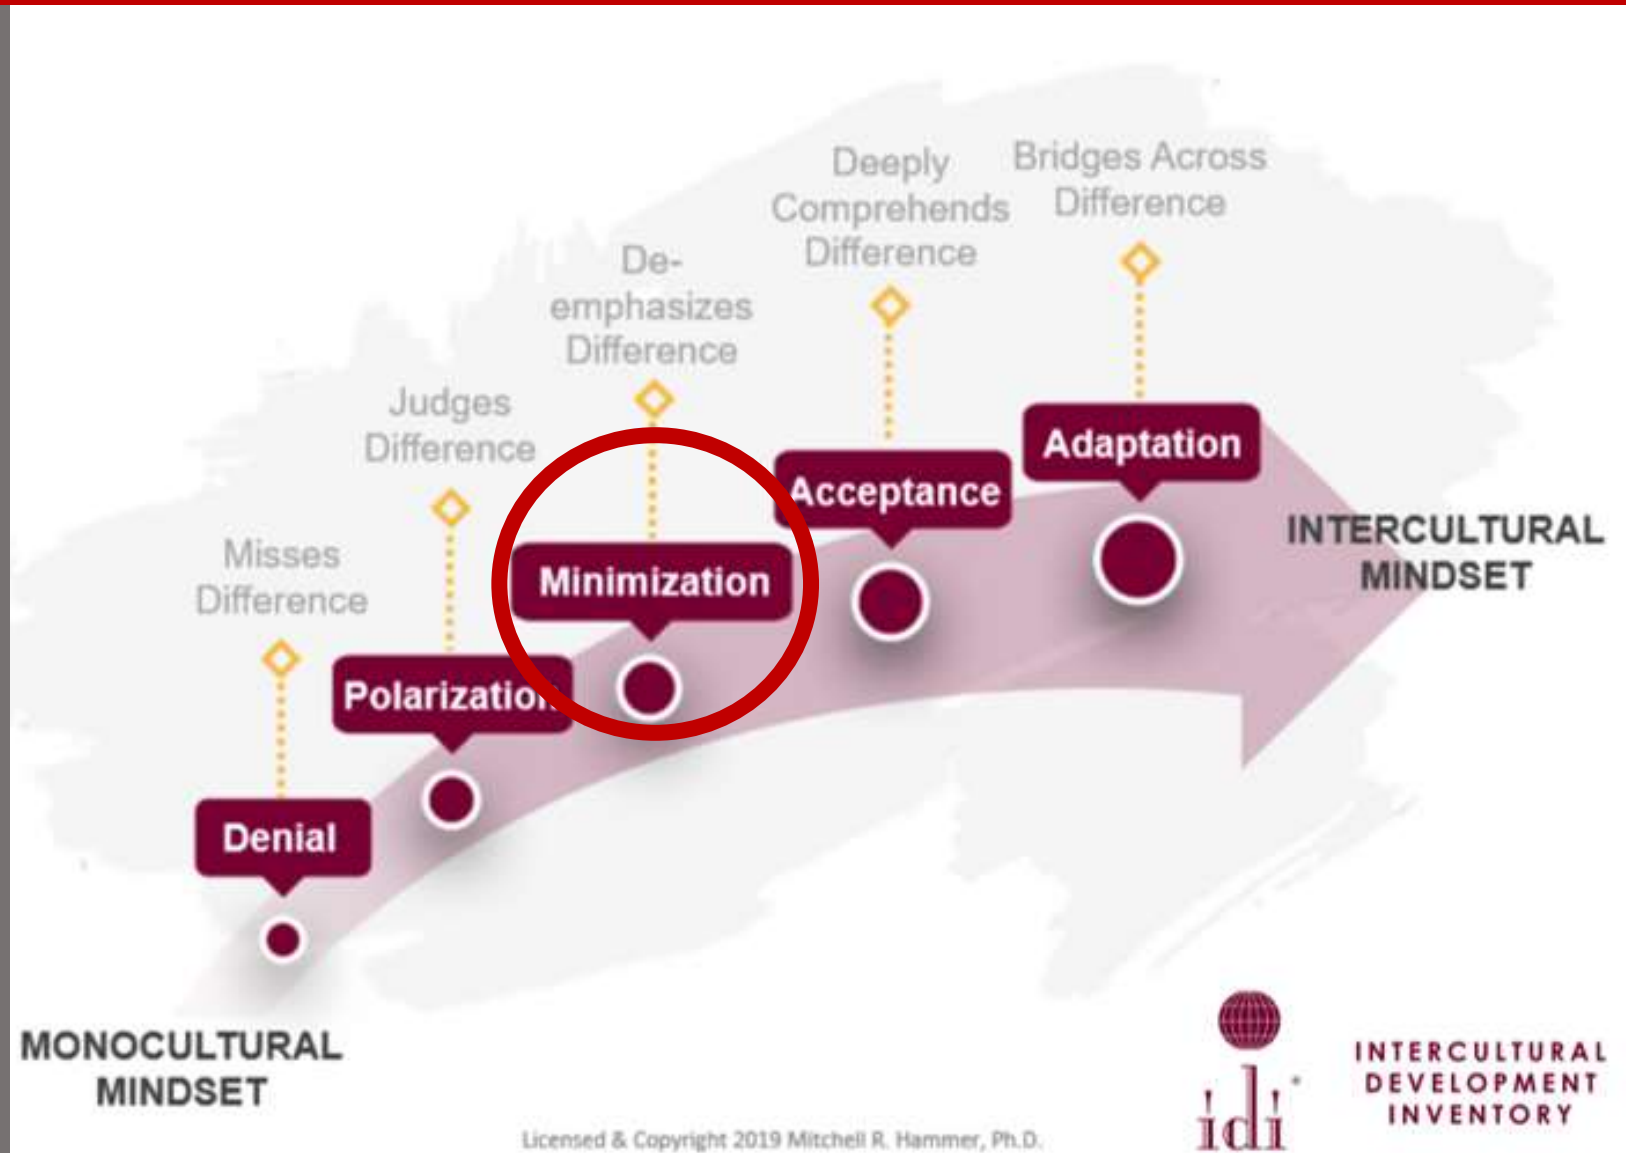 Deeply
Comprehends
Difference
Bridges Across
Difference
De-
emphasizes
Difference
Judges
Difference
Misses
Difference
Adaptation
Acceptance
Minimization
Polarization
Denial
INTERCULTURAL
MINDSET
MONOCULTURAL
MINDSET
idi
INTERCULTURAL
DEVELOPMENT
INVENTORY
Licensed & Copyright 2019 Mitchell R. Hammer, Ph.D.